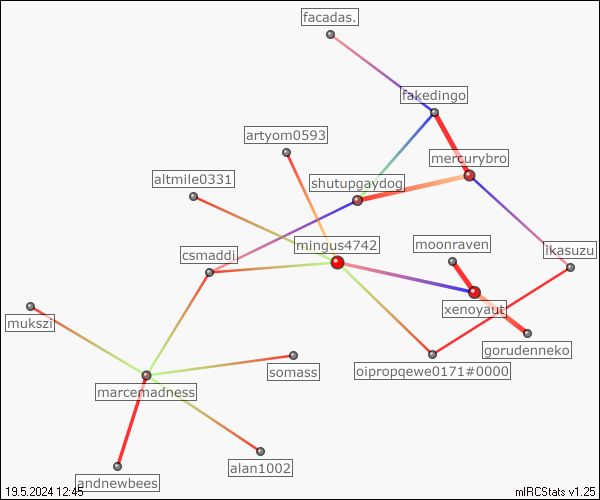 facadas.
fakedingo
artyom0593
mercurybro
altmile0331
shutupgaydog
mingus4742
moonraven
ikasuzu
csmaddi
xenoyaut
mukszi
gorudenneko
somass
oipropqewe0171#0000
marcemadness
alan1002
andnewbees
19.5.2024 12:45
mIRCStats v1.25